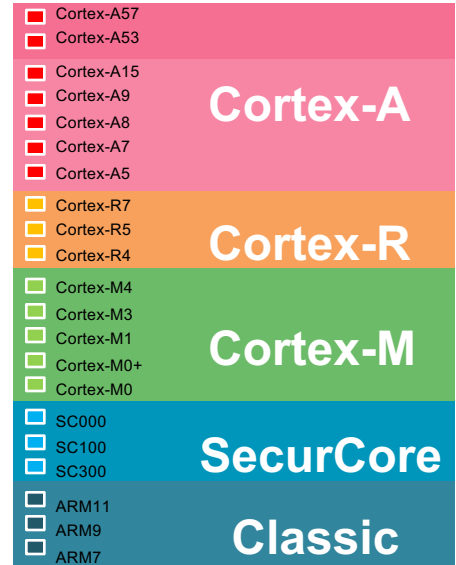 Cortex-A57
Cortex-A53
Cortex-A15
Cortex-A9
Cortex-A8
Cortex-A7
Cortex-A5
Cortex-A
Cortex-R7
Cortex-R5
Cortex-R4
Cortex-R
Cortex-M4
Cortex-M3
Cortex-M1
Cortex-M0+
Cortex-M0
Cortex-M
SC000
SC100
SC300
SecurCore
ARM11
ARM9
ARM7
Classic